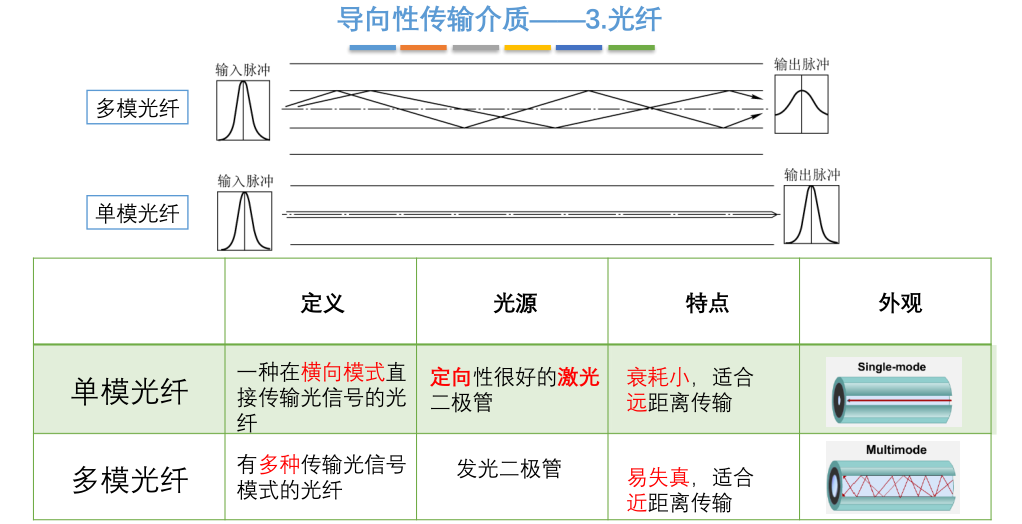 导向性传输介质——3.光纤
输入脉冲
输出脉冲
多模光纤
输入脉冲
输出脉冲
单模光纤
定义
光源
特点
外观
单模光纤
一种在横向模式直
接传输光信号的光
纤
定向性很好的激光
二极管
衰耗小，适合
远距离传输
Single-mode
多模光纤
有多种传输光信号
模式的光纤
发光二极管
易失真，适合
近距离传输
Multimode